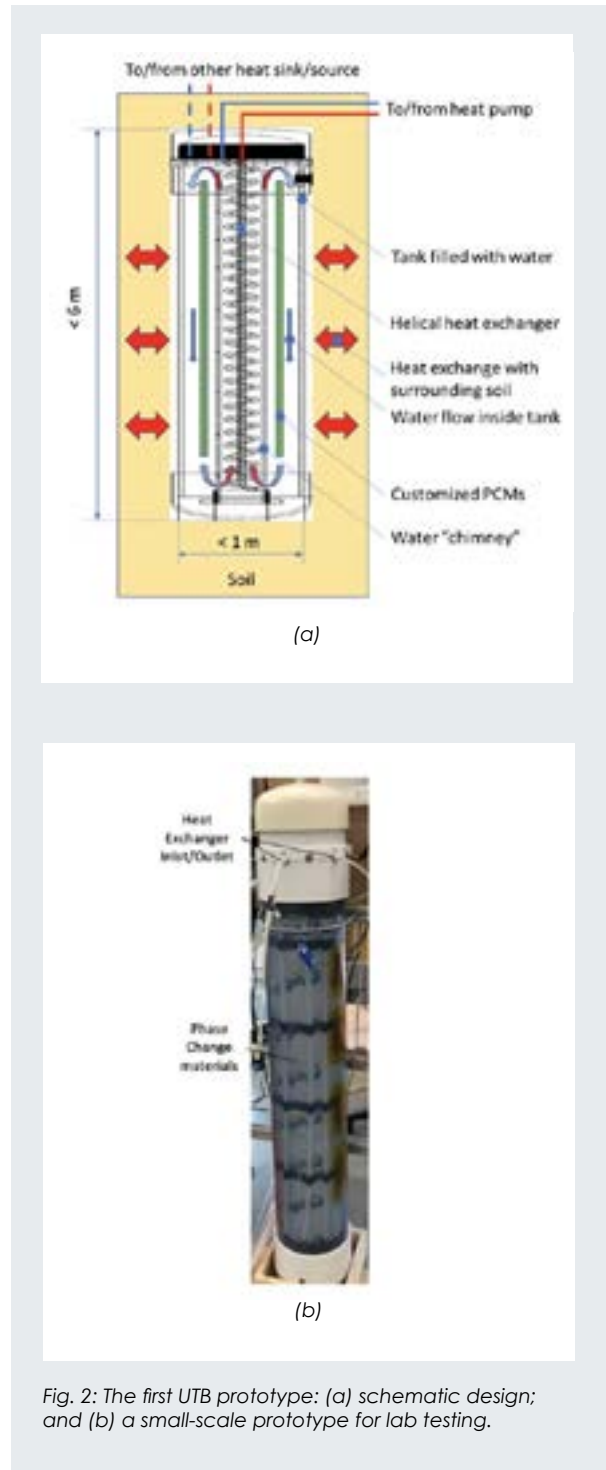 To/from other heat sink/source
To/from heat pump
Tank filled with water
Helical heat exchanger
Heat exchange with
surrounding soil
Water flow inside tank
Customized PCMs
Water "chimney"
< 6 m
< 1 m
Soil
(a)
Heat
Exchanger
Inlet/Outlet
Phase
Change
materials
(b)
Fig. 2: The first UTB prototype: (a) schematic design;
and (b) a small-scale prototype for lab testing.